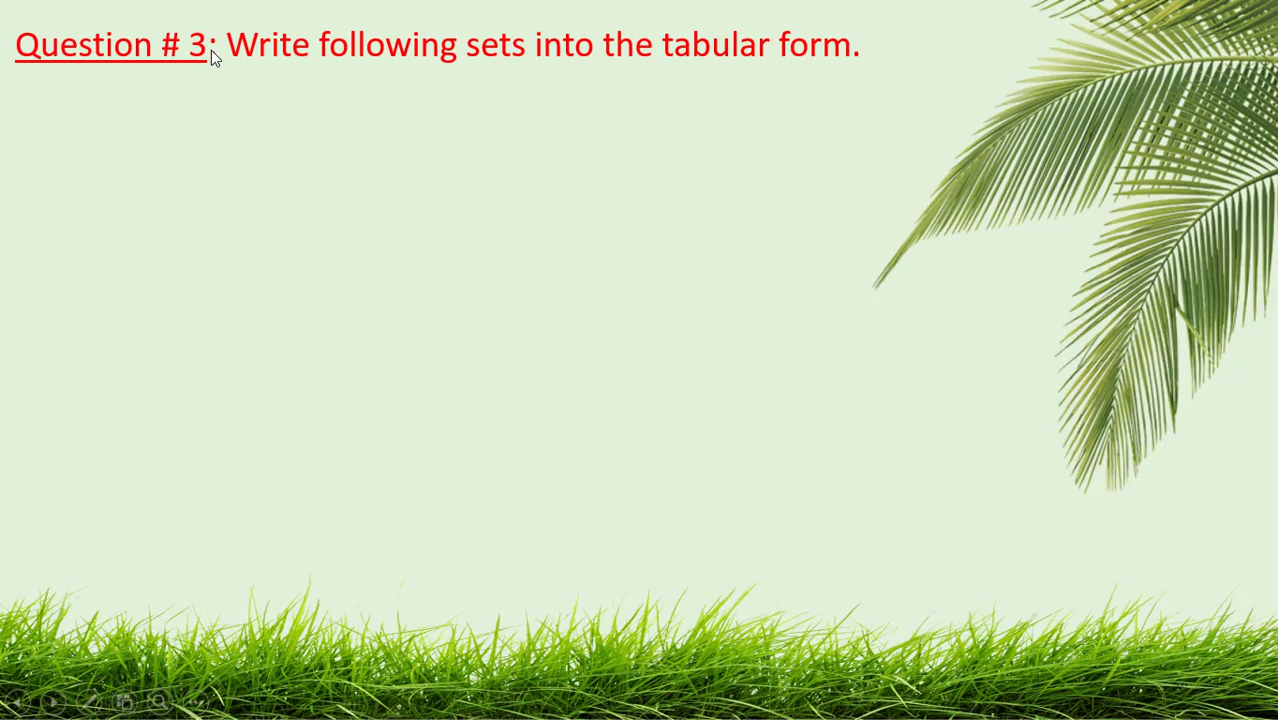 Question # 3: Write following sets into the tabular form.